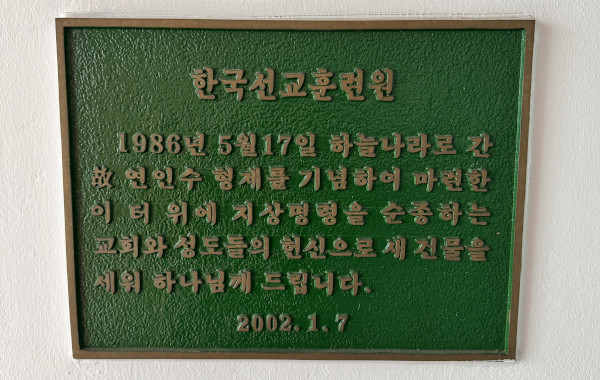 한국선교훈련원
1986년 5월17일 하늘나라로 간
故 연인수 형제를 기념하여 마련한
이 터 위에 지상명령을 순종하는
교회와 성도들의 헌신으로 새 건물을
세워 하나님께 드립니다.
2002. 1. 7